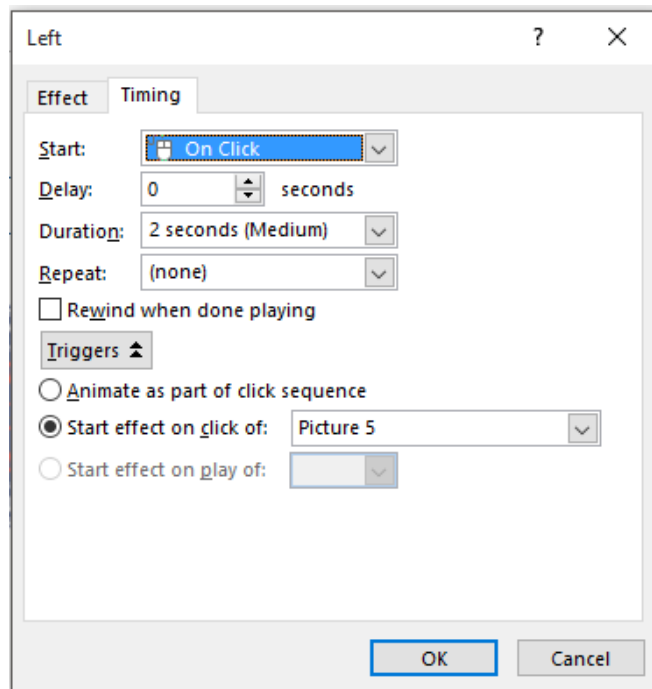 Left ?
Effect Timing
Start: On Click
Delay: 0 seconds
Duration: 2 seconds (Medium)
Repeat: (none)
Rewind when done playing
Triggers
Animate as part of click sequence
Start effect on click of: Picture 5
Start effect on play of:
OK Cancel